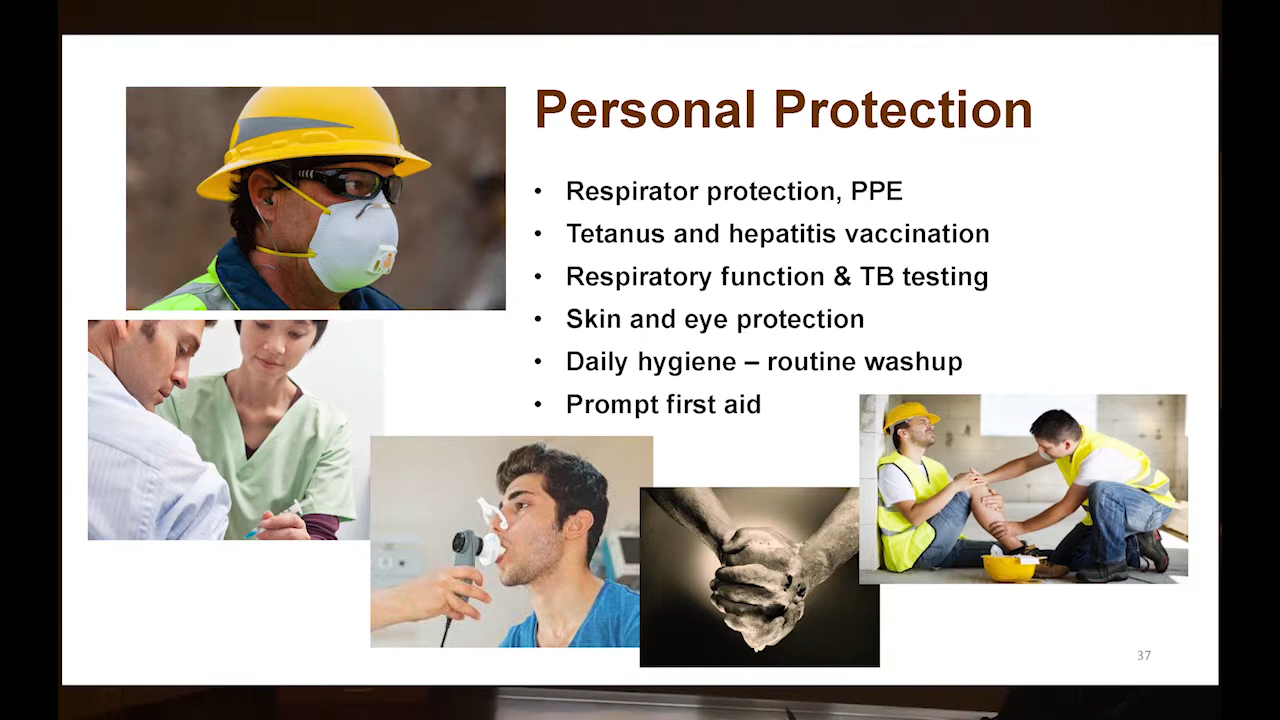 Personal Protection
• Respirator protection, PPE
• Tetanus and hepatitis vaccination
• Respiratory function & TB testing
• Skin and eye protection
• Daily hygiene – routine washup
• Prompt first aid
37